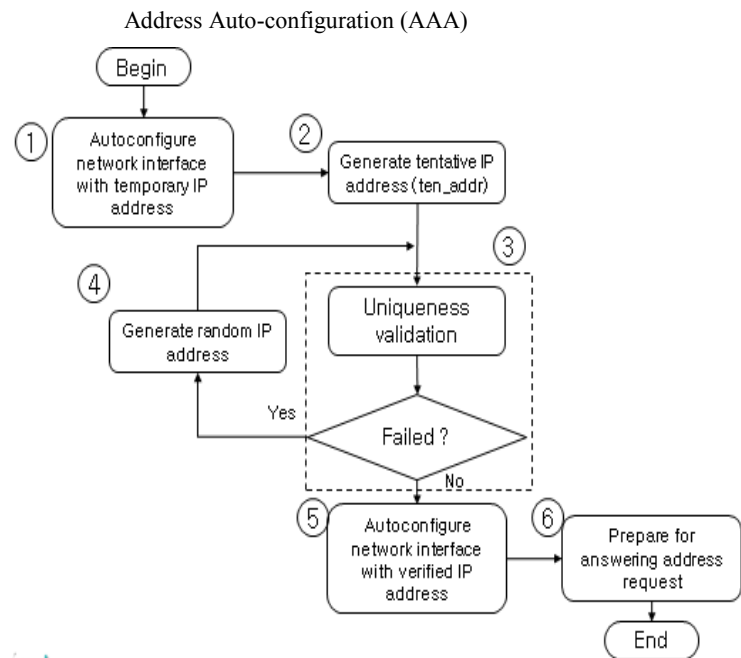 Address Auto-configuration (AAA)
Begin
1
Autoconfigure
network interface
with temporary IP
address
2
Generate tentative IP
address (ten_addr)
3
Uniqueness
validation
4
Generate random IP
address
Yes
Failed ?
No
5
Autoconfigure
network interface
with verified IP
address
6
Prepare for
answering address
request
End